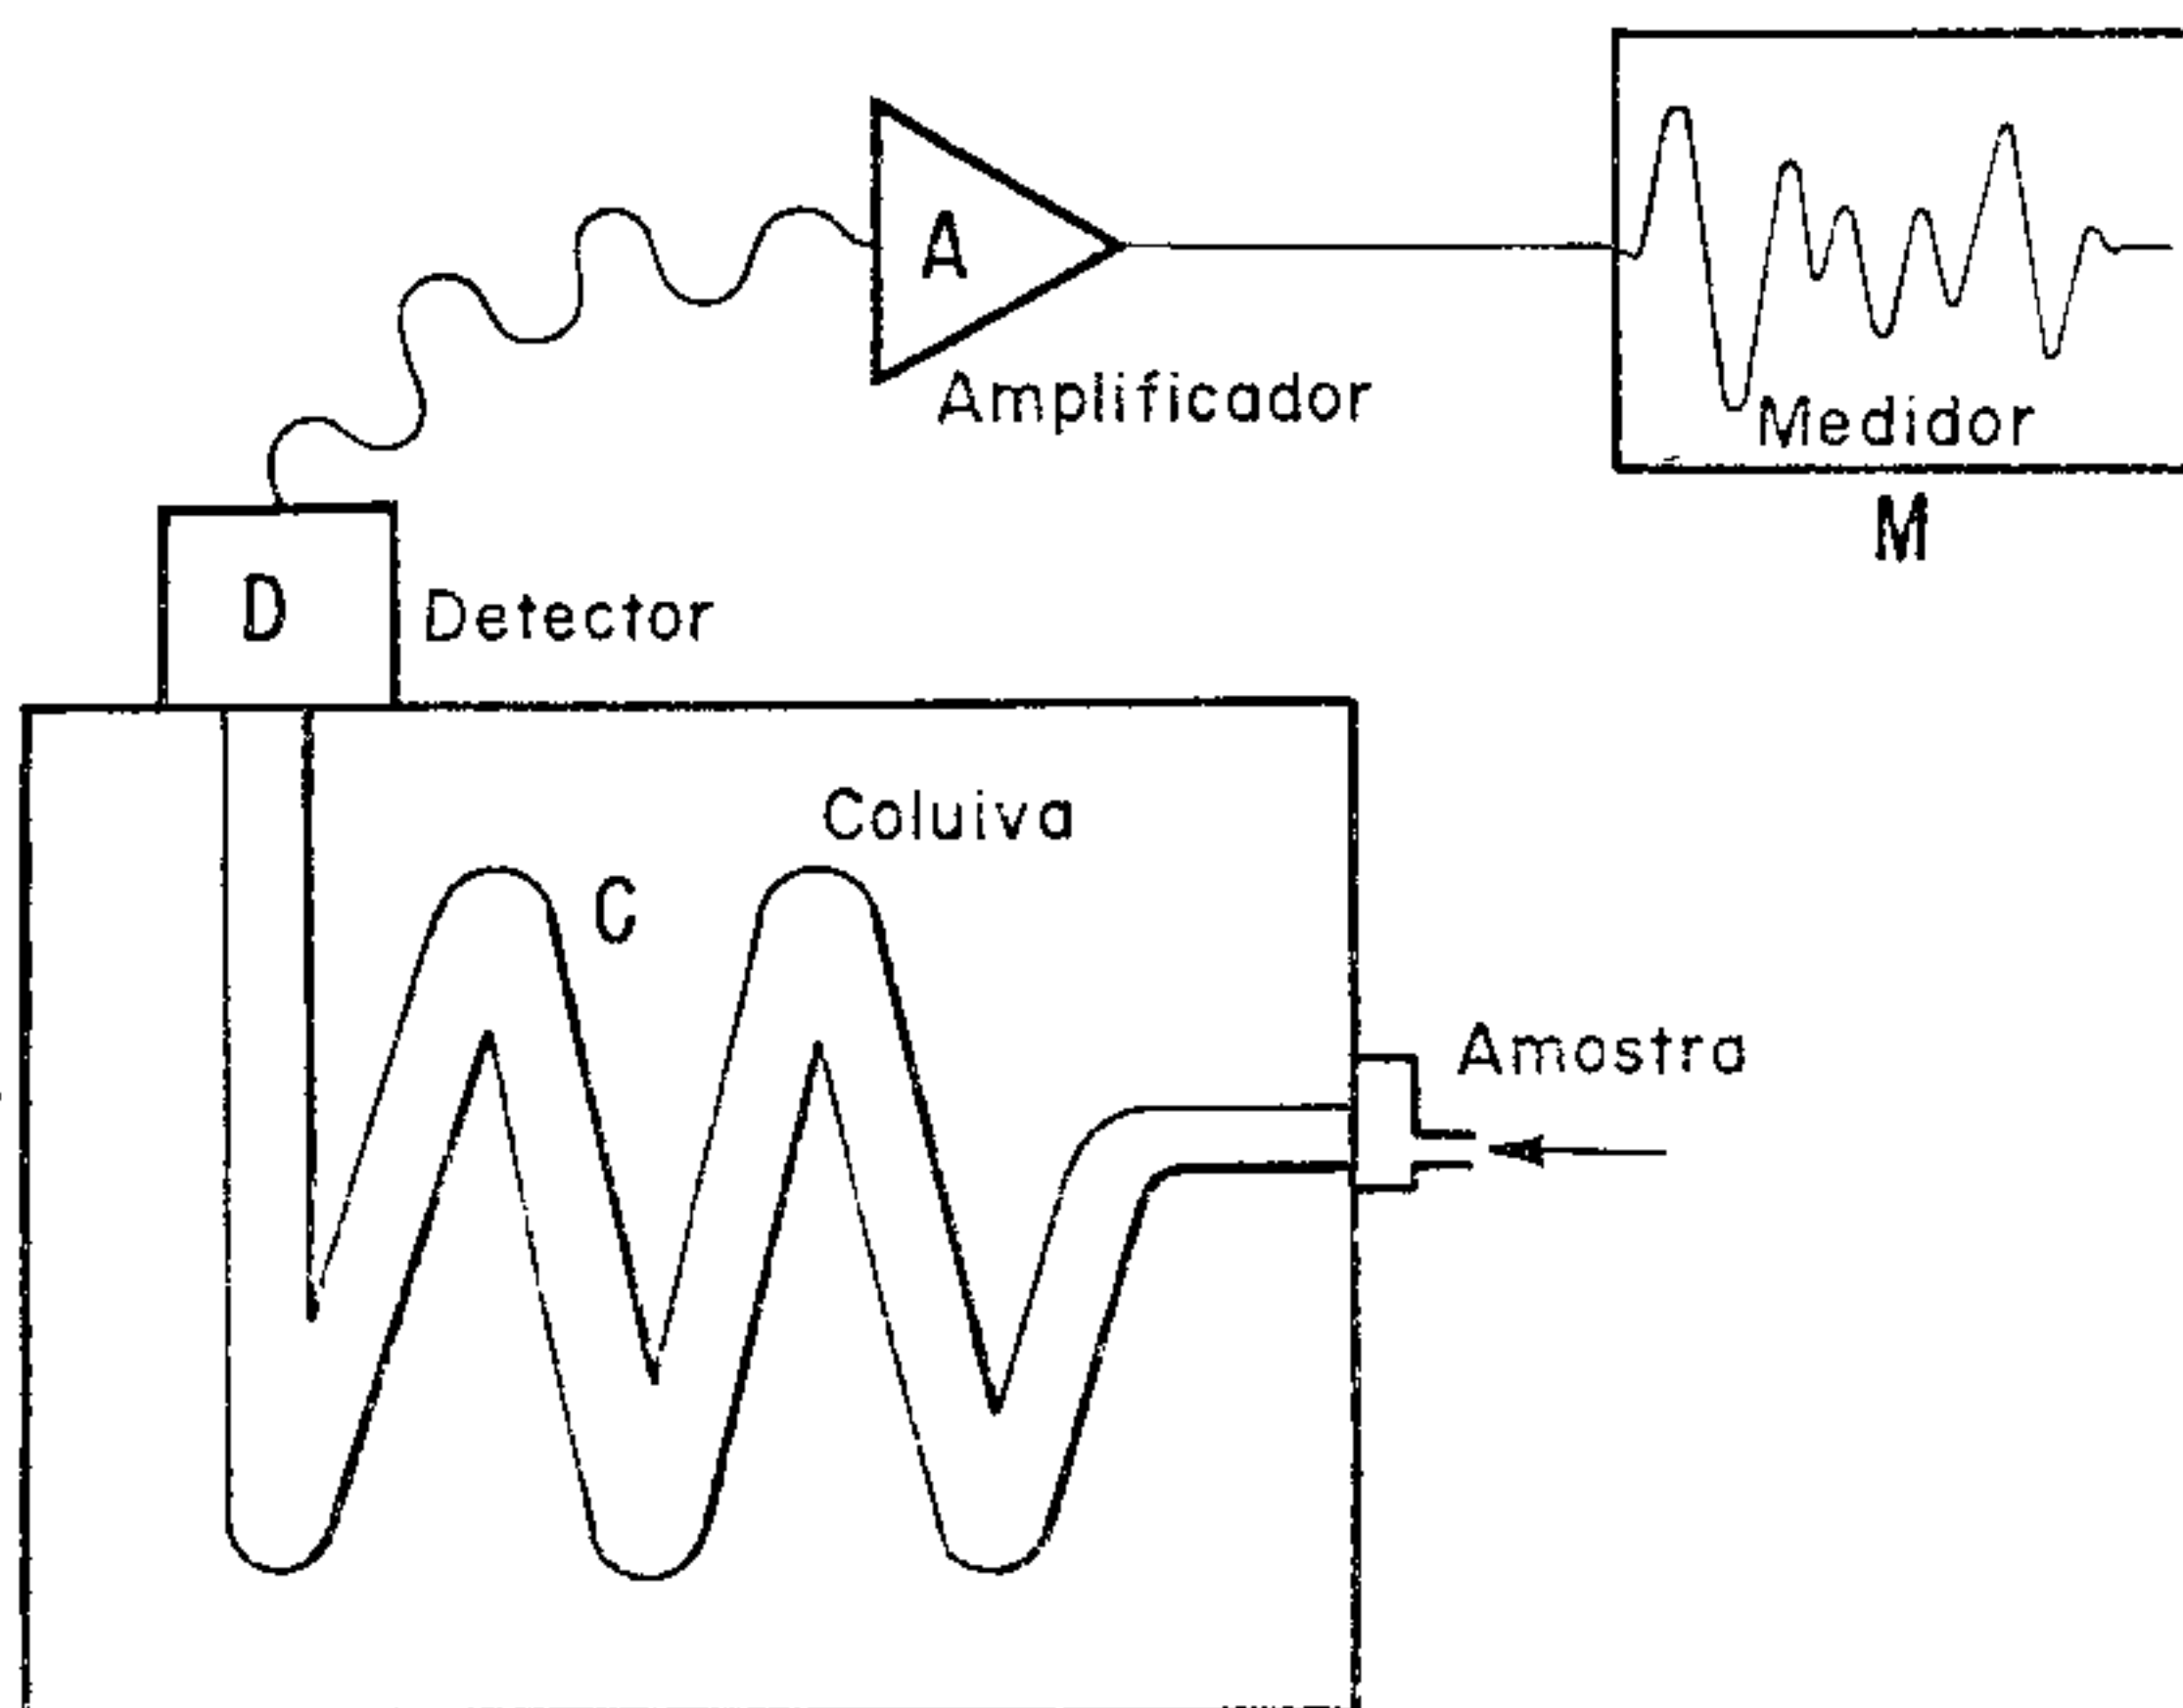 A
Amplificador
Medidor
M
D
Detector
Coluiva
C
Amostra